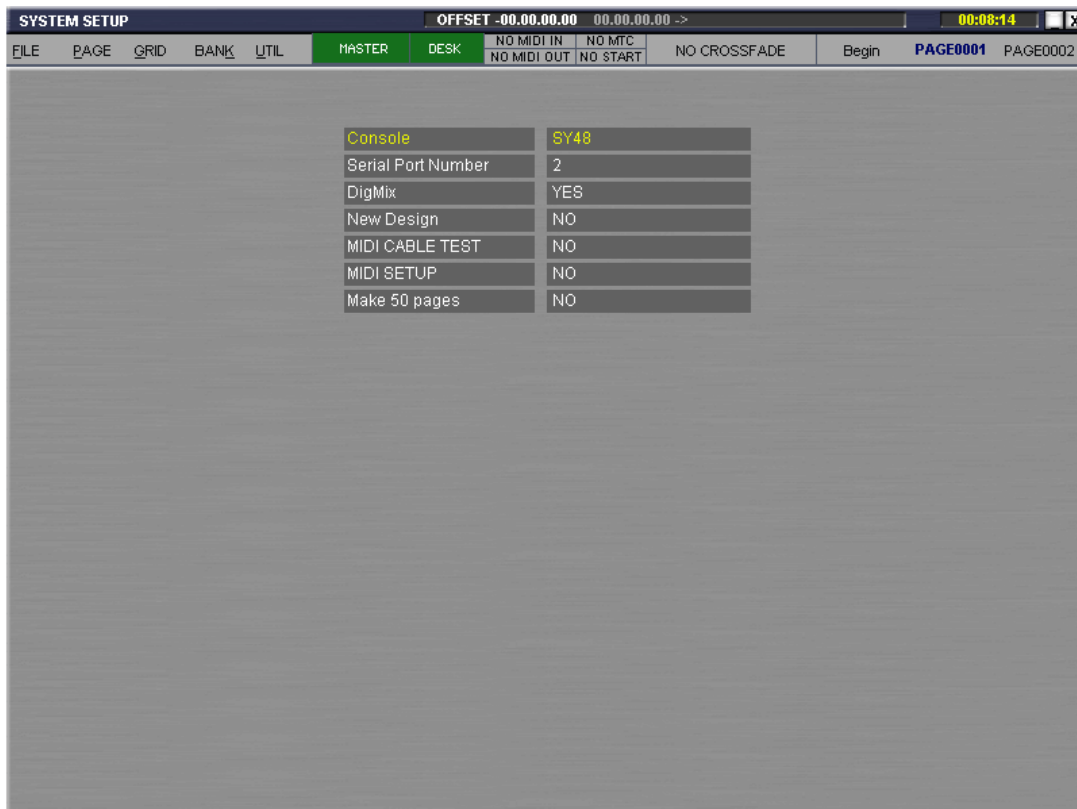 SYSTEM SETUP OFFSET -00.00.00.00 00.00.00.00 -> 00:08:14 _ X
FILE PAGE GRID BANK UTIL MASTER DESK NO MIDI IN NO MTC NO CROSSFADE Begin PAGE0001 PAGE0002
NO MIDI OUT NO START
Console SY48
Serial Port Number 2
DigMix YES
New Design NO
MIDI CABLE TEST NO
MIDI SETUP NO
Make 50 pages NO